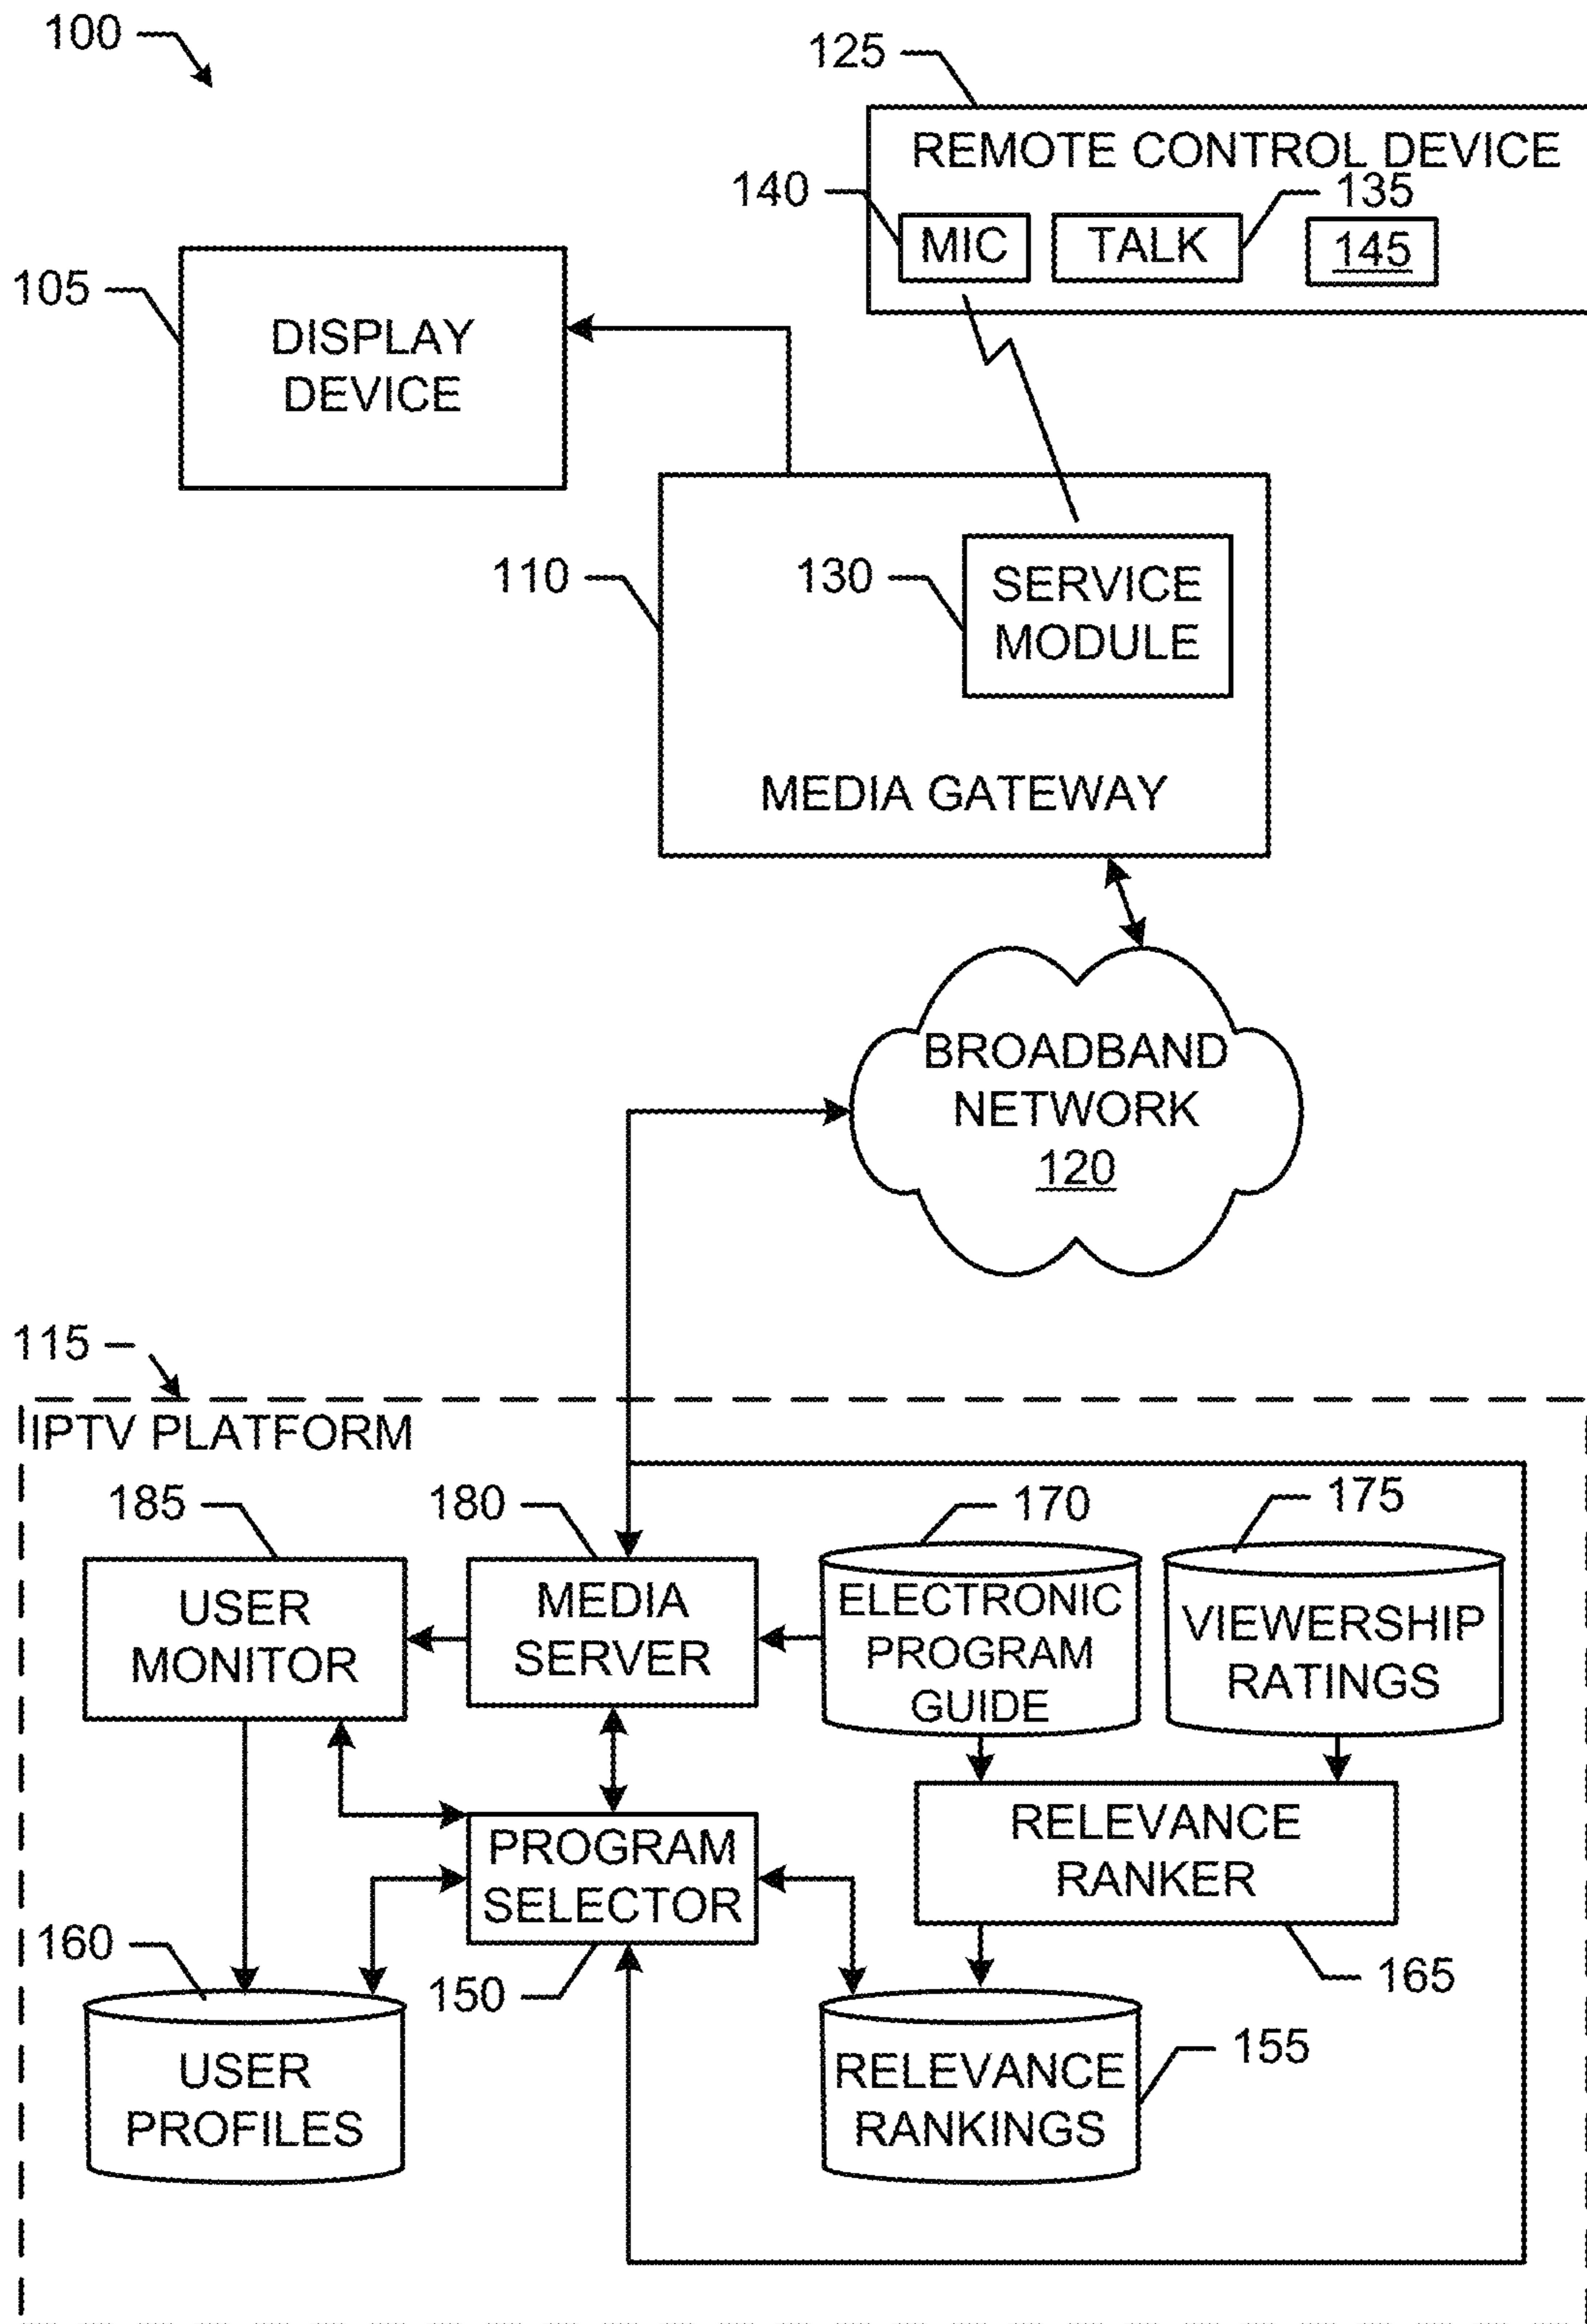 100
125
REMOTE CONTROL DEVICE
140
135
MIC
TALK
145
105
DISPLAY
DEVICE
110
130
SERVICE
MODULE
MEDIA GATEWAY
BROADBAND
NETWORK
120
115
IPTV PLATFORM
185
180
170
175
USER
MONITOR
MEDIA
SERVER
ELECTRONIC
PROGRAM
GUIDE
VIEWERSHIP
RATINGS
PROGRAM
SELECTOR
RELEVANCE
RANKER
160
150
165
USER
PROFILES
RELEVANCE
RANKINGS
155